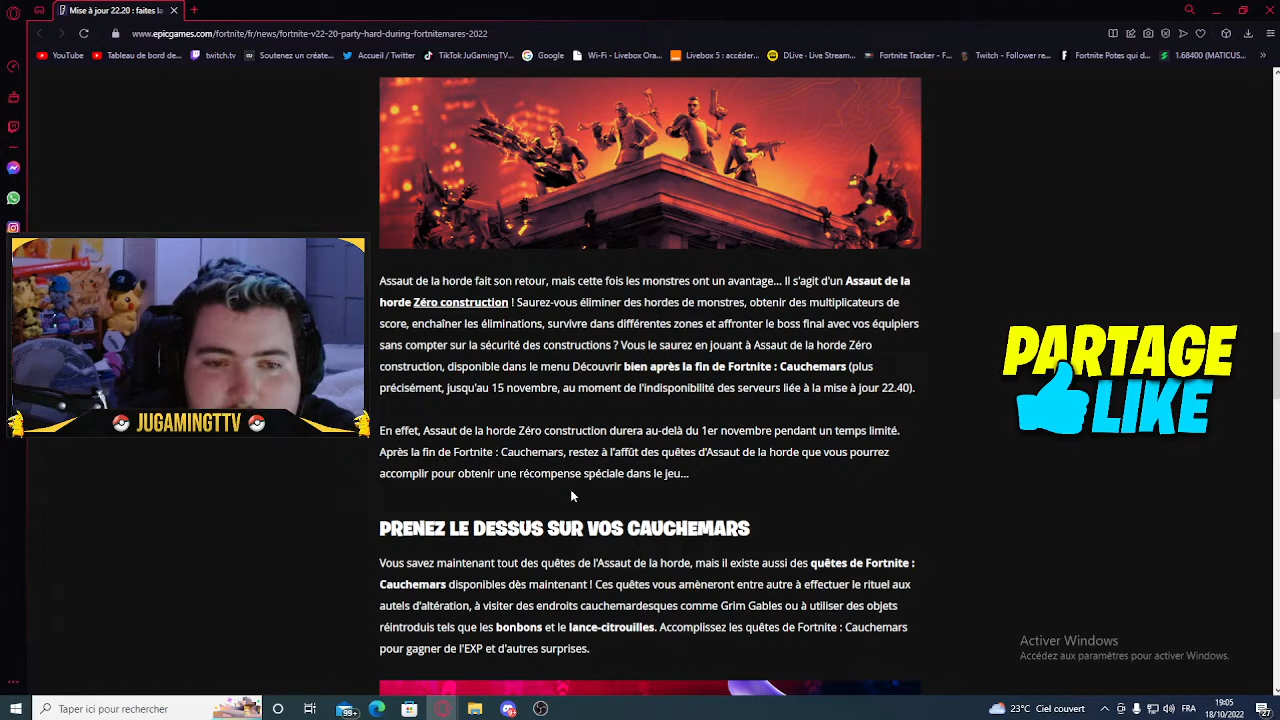 Mise à jour 22.20 : faites la
www.epicgames.com/fortnite/fr/news/fortnite-v22-20-party-hard-during-fortnitemares-2022
YouTube
Tableau de bord de...
twitch.tv
Soutenez un créate...
Accueil / Twitter
TikTok JuGamingTV...
Google
Wi-Fi - Livebox Ora...
Livebox 5 : accéder...
DLive - Live Stream...
Fortnite Tracker - F...
Twitch - Follower re...
Fortnite Potes qui d...
1.68400 (MATICUS...
Assaut de la horde fait son retour, mais cette fois les monstres ont un avantage... Il s'agit d'un Assaut de la
horde Zéro construction ! Saurez-vous éliminer des hordes de monstres, obtenir des multiplicateurs de
score, enchaîner les éliminations, survivre dans différentes zones et affronter le boss final avec vos équipiers
sans compter sur la sécurité des constructions ? Vous le saurez en jouant à Assaut de la horde Zéro
construction, disponible dans le menu Découvrir bien après la fin de Fortnite : Cauchemars (plus
précisément, jusqu'au 15 novembre, au moment de l'indisponibilité des serveurs liée à la mise à jour 22.40).
En effet, Assaut de la horde Zéro construction durera au-delà du 1er novembre pendant un temps limité.
Après la fin de Fortnite : Cauchemars, restez à l'affût des quêtes d'Assaut de la horde que vous pourrez
accomplir pour obtenir une récompense spéciale dans le jeu...
PRENEZ LE DESSUS SUR VOS CAUCHEMARS
Vous savez maintenant tout des quêtes de l'Assaut de la horde, mais il existe aussi des quêtes de Fortnite :
Cauchemars disponibles dès maintenant ! Ces quêtes vous amèneront entre autre à effectuer le rituel aux
autels d'altération, à visiter des endroits cauchemardesques comme Grim Gables ou à utiliser des objets
réintroduis tels que les bonbons et le lance-citrouilles. Accomplissez les quêtes de Fortnite : Cauchemars
pour gagner de l'EXP et d'autres surprises.
JUGAMINGTTV
PARTAGE
LIKE
Activer Windows
Accédez aux paramètres pour activer Windows.
Taper ici pour rechercher
99+
23°C Ciel couvert
FRA
19:05
18/10/2022
27